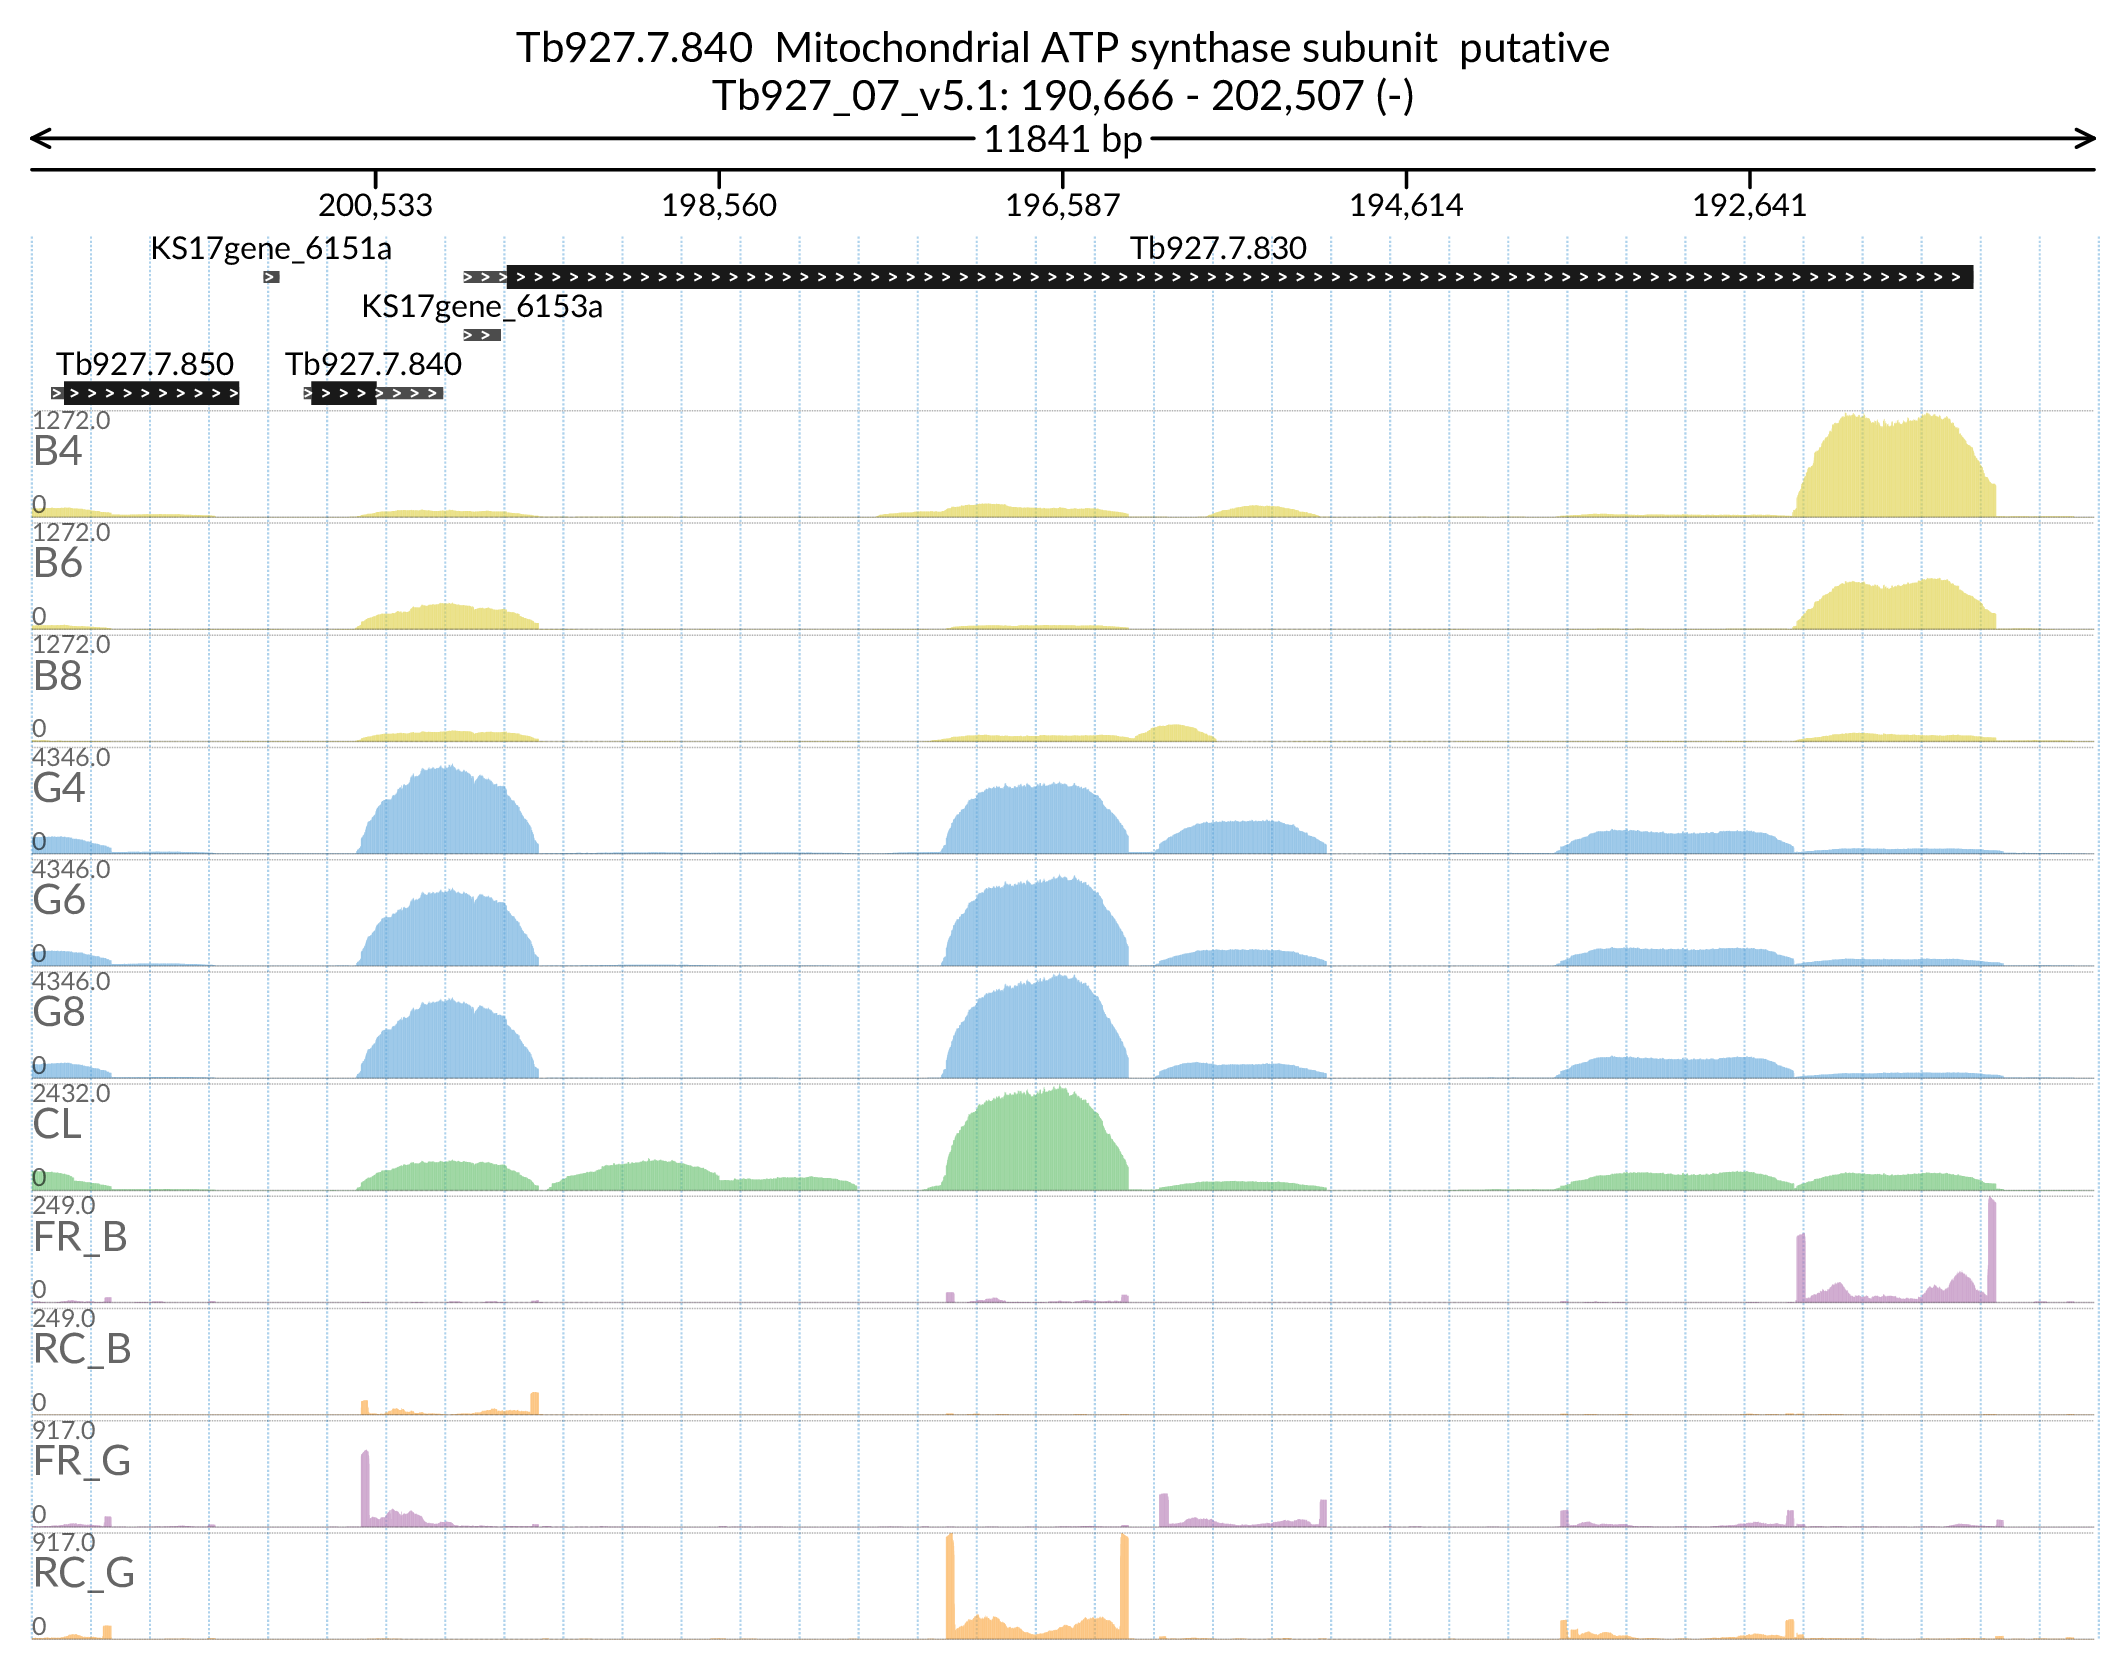 Tb927.7.840  Mitochondrial ATP synthase subunit  putative
Tb927_07_v5.1: 190,666 - 202,507 (-)
11841 bp
200,533 198,560 196,587 194,614 192,641
KS17gene_6151a Tb927.7.830
KS17gene_6153a
Tb927.7.850 Tb927.7.840
1272.0
B4
0
1272.0
B6
0
1272.0
B8
0
4346.0
G4
0
4346.0
G6
0
4346.0
G8
0
2432.0
CL
0
249.0
FR_B
0
249.0
RC_B
0
917.0
FR_G
0
917.0
RC_G
0